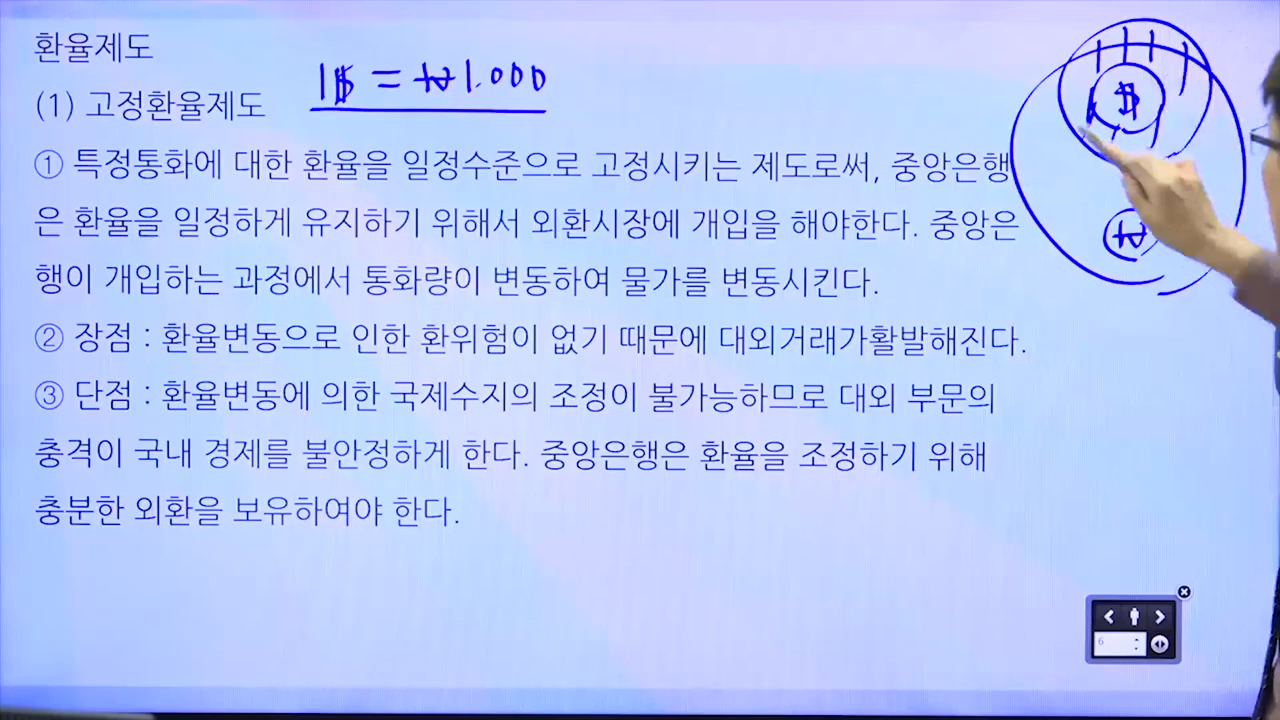 환율제도
1$ = ₩1.000
(1) 고정환율제도
① 특정통화에 대한 환율을 일정수준으로 고정시키는 제도로써, 중앙은행
은 환율을 일정하게 유지하기 위해서 외환시장에 개입을 해야한다. 중앙은
행이 개입하는 과정에서 통화량이 변동하여 물가를 변동시킨다.
② 장점 : 환율변동으로 인한 환위험이 없기 때문에 대외거래가활발해진다.
③ 단점 : 환율변동에 의한 국제수지의 조정이 불가능하므로 대외 부문의
충격이 국내 경제를 불안정하게 한다. 중앙은행은 환율을 조정하기 위해
충분한 외환을 보유하여야 한다.
$
₩
6